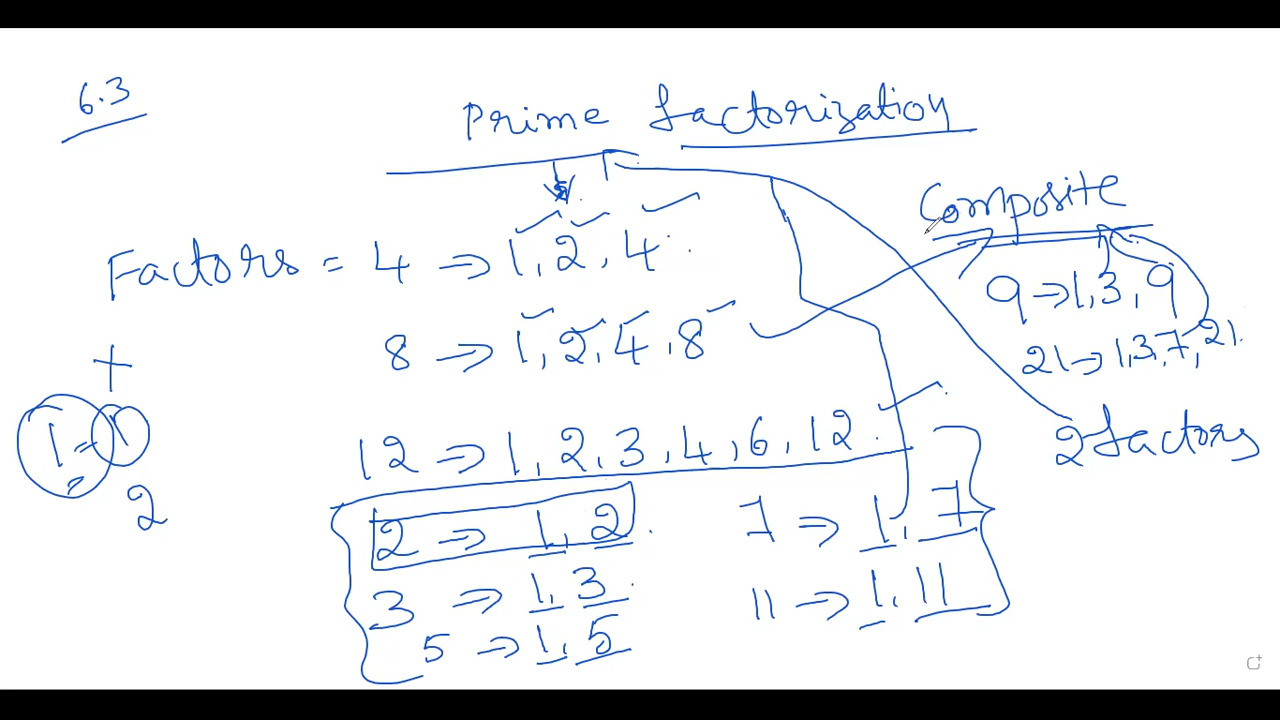 6.3
Prime factorization
Composite
Factors = 4 ⇒ 1, 2, 4
9 → 1, 3, 9
8 → 1, 2, 4, 8
21 → 1, 3, 7, 21.
+
1 = 1
2
12 ⇒ 1, 2, 3, 4, 6, 12
2 factors
2 ⇒ 1, 2
7 ⇒ 1, 7
3 ⇒ 1, 3
11 ⇒ 1, 11
5 ⇒ 1, 5